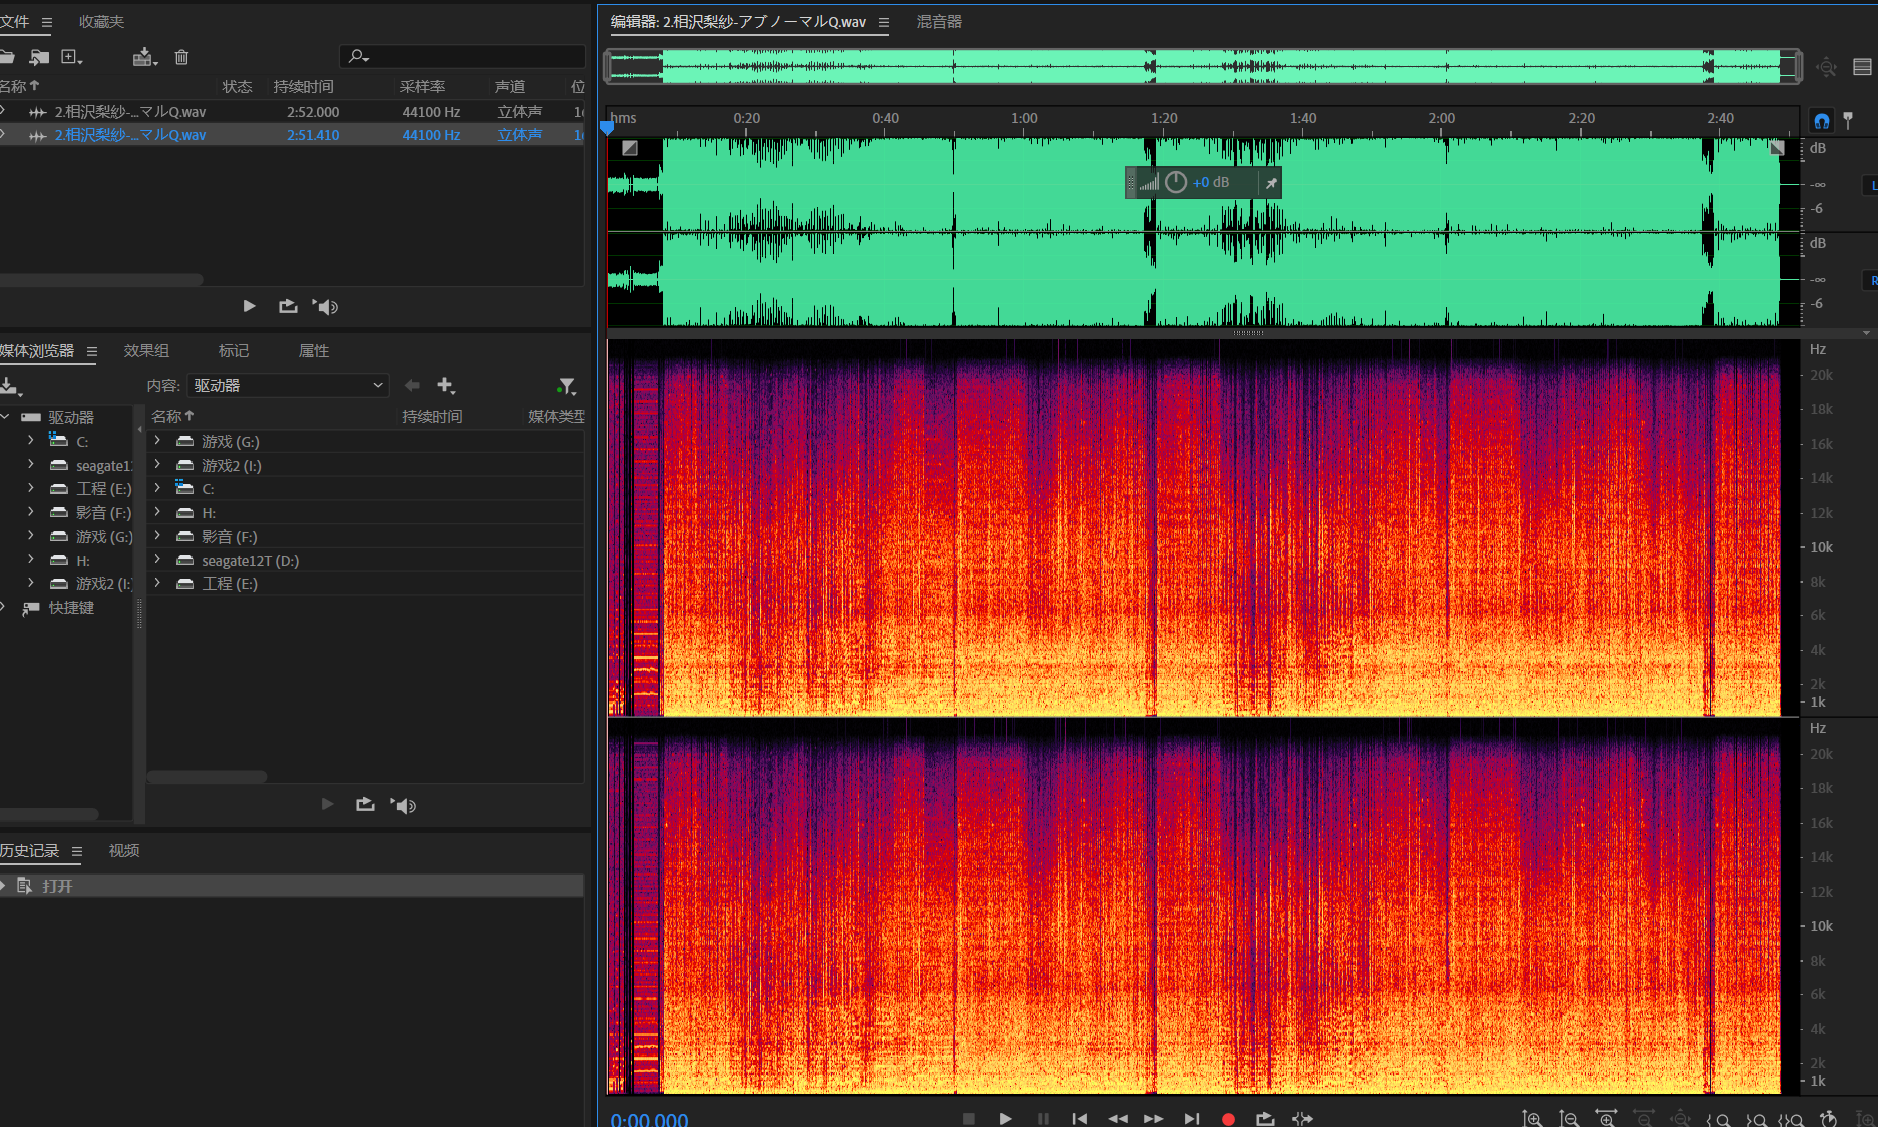 文件
收藏夹
名称
状态
持续时间
采样率
声道
位
2.相沢梨紗-...マルQ.wav
2:52.000
44100 Hz
立体声
2.相沢梨紗-...マルQ.wav
2:51.410
44100 Hz
立体声
媒体浏览器
效果组
标记
属性
内容:
驱动器
驱动器
C:
seagate1
工程 (E:)
影音 (F:)
游戏 (G:)
H:
游戏2 (I:)
快捷键
名称
持续时间
媒体类型
游戏 (G:)
游戏2 (I:)
C:
H:
影音 (F:)
seagate12T (D:)
工程 (E:)
历史记录
视频
打开
编辑器: 2.相沢梨紗-アブノーマルQ.wav
混音器
hms
0:20
0:40
1:00
1:20
1:40
2:00
2:20
2:40
+0 dB
dB
-∞
-6
L
dB
-∞
-6
R
Hz
20k
18k
16k
14k
12k
10k
8k
6k
4k
2k
1k
Hz
20k
18k
16k
14k
12k
10k
8k
6k
4k
2k
1k
0:00.000